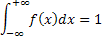 ∫_{-∞}^{+∞} f(x)dx = 1